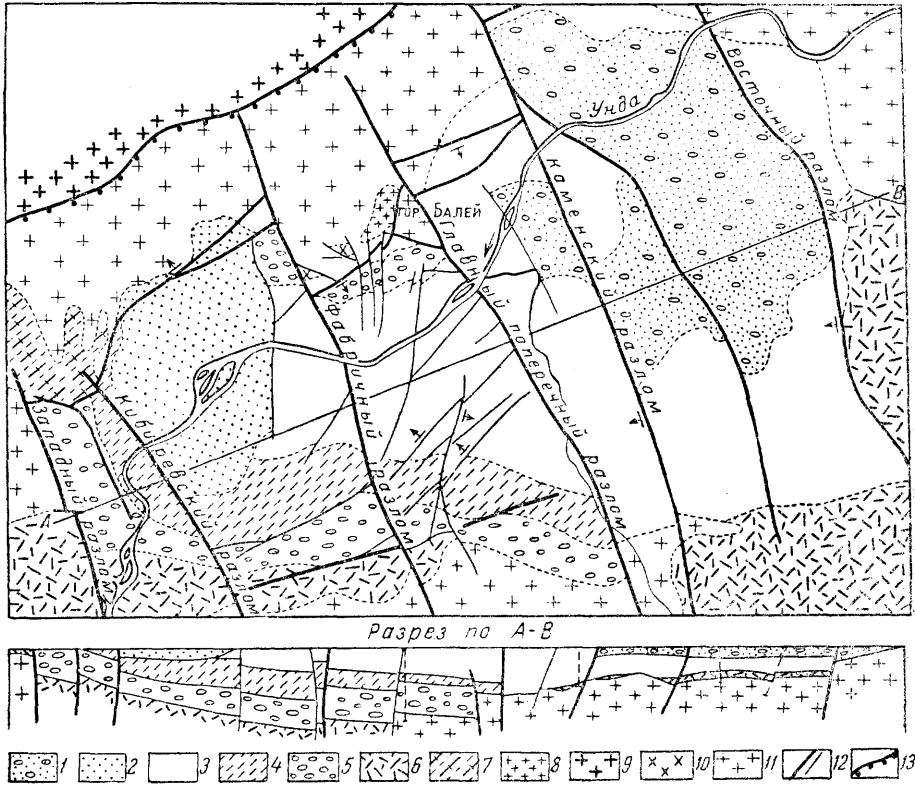 Унда
Восточный разлом
В
гор. БАЛЕЙ
Каменский разлом
Главный поперечный разлом
Фабричный разлом
Кибиревский разлом
Западный разлом
А
Разрез по А-В
1 2 3 4 5 6 7 8 9 10 11 12 13